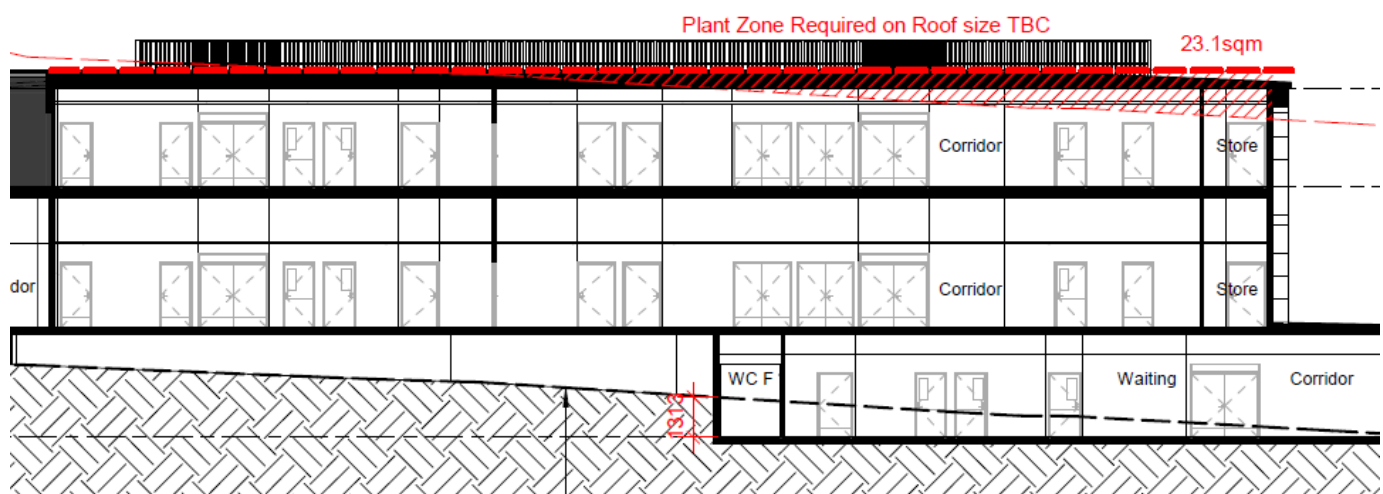 Plant Zone Required on Roof size TBC
23.1sqm
Corridor
Store
dor
Corridor
Store
WC F
Waiting
Corridor
1313